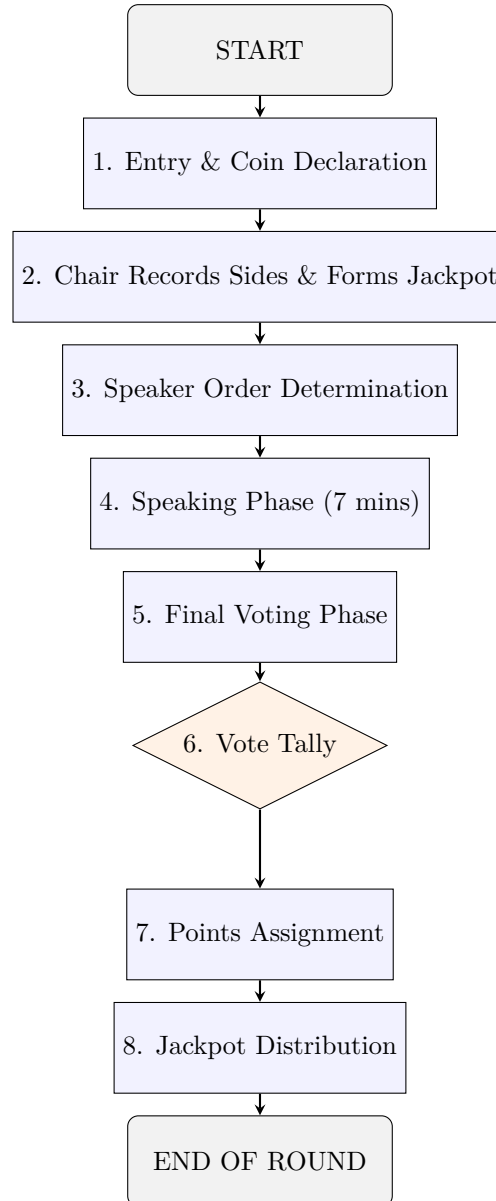 START
1. Entry & Coin Declaration
2. Chair Records Sides & Forms Jackpot
3. Speaker Order Determination
4. Speaking Phase (7 mins)
5. Final Voting Phase
6. Vote Tally
7. Points Assignment
8. Jackpot Distribution
END OF ROUND